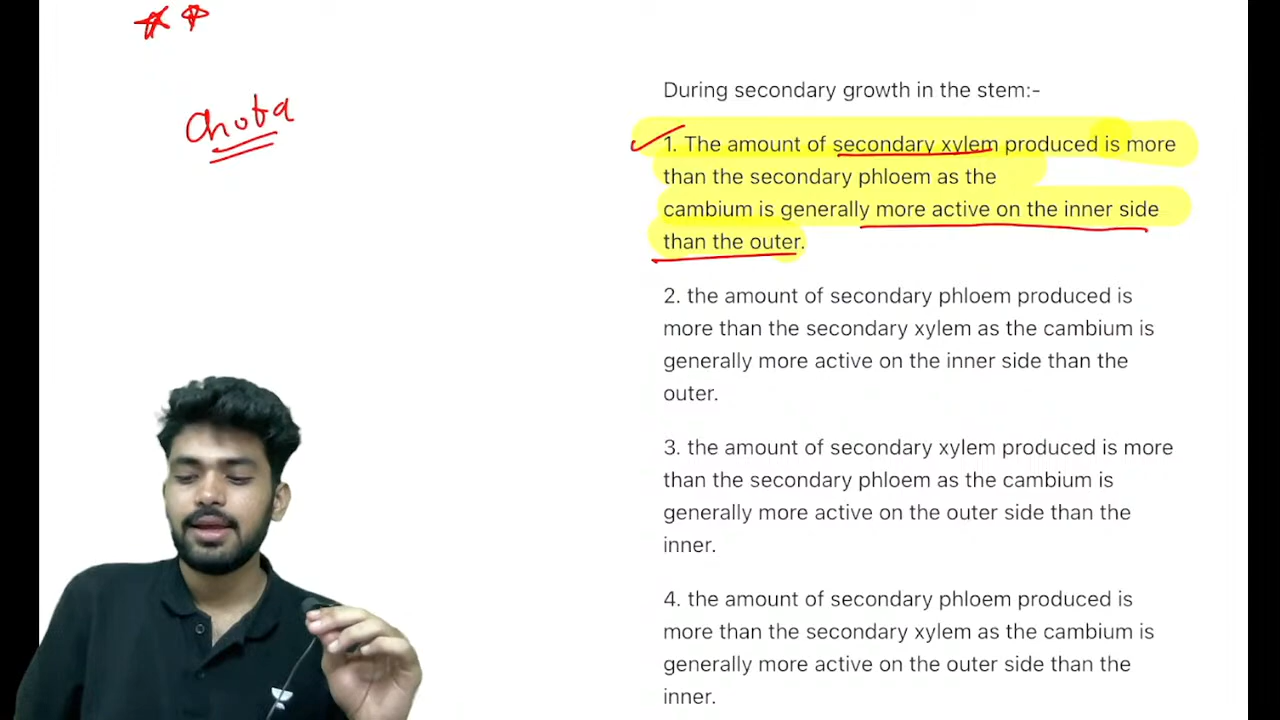 Chota
During secondary growth in the stem:-
1. The amount of secondary xylem produced is more
than the secondary phloem as the
cambium is generally more active on the inner side
than the outer.
2. the amount of secondary phloem produced is
more than the secondary xylem as the cambium is
generally more active on the inner side than the
outer.
3. the amount of secondary xylem produced is more
than the secondary phloem as the cambium is
generally more active on the outer side than the
inner.
4. the amount of secondary phloem produced is
more than the secondary xylem as the cambium is
generally more active on the outer side than the
inner.